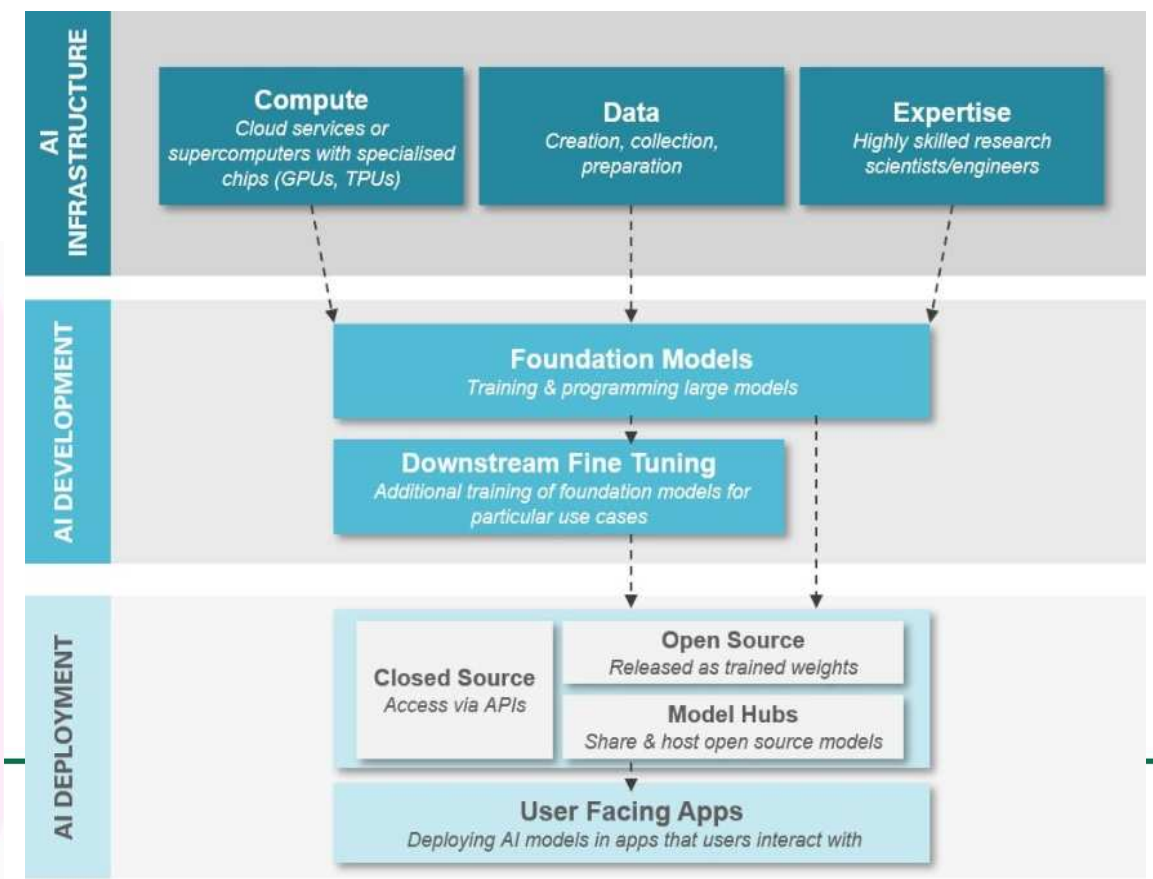 AI
INFRASTRUCTURE
Compute
Cloud services or
supercomputers with specialised
chips (GPUs, TPUs)
Data
Creation, collection,
preparation
Expertise
Highly skilled research
scientists/engineers
AI DEVELOPMENT
Foundation Models
Training & programming large models
Downstream Fine Tuning
Additional training of foundation models for
particular use cases
AI DEPLOYMENT
Closed Source
Access via APIs
Open Source
Released as trained weights
Model Hubs
Share & host open source models
User Facing Apps
Deploying AI models in apps that users interact with